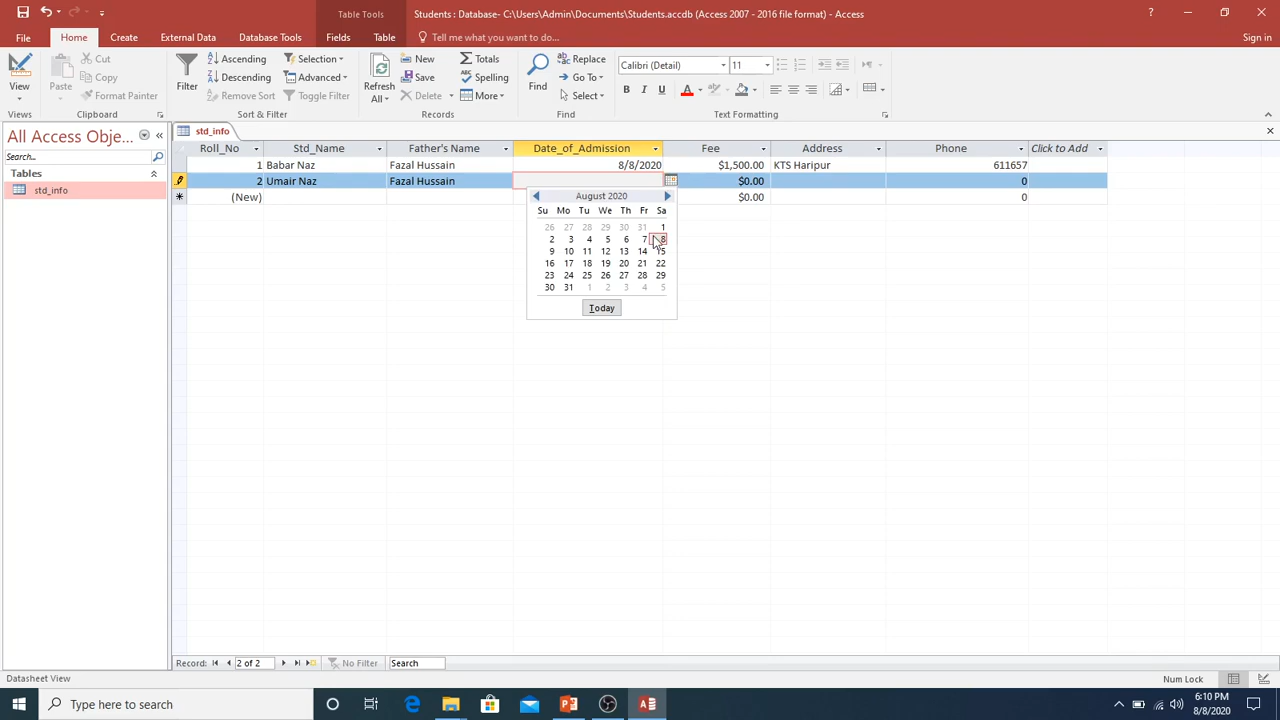 Table Tools
Students : Database- C:\Users\Admin\Documents\Students.accdb (Access 2007 - 2016 file format) - Access
?
File Home Create External Data Database Tools Fields Table Tell me what you want to do... Sign in
View
Views
Paste
Cut
Copy
Format Painter
Clipboard
Filter
Ascending
Descending
Remove Sort
Selection
Advanced
Toggle Filter
Sort & Filter
Refresh All
New
Save
Delete
Totals
Spelling
More
Records
Find
Replace
Go To
Select
Find
Calibri (Detail) 11
B I U A
Text Formatting
All Access Obje...
Search...
Tables
std_info
std_info
Roll_No Std_Name Father's Name Date_of_Admission Fee Address Phone Click to Add
1 Babar Naz Fazal Hussain 8/8/2020 $1,500.00 KTS Haripur 611657
2 Umair Naz Fazal Hussain $0.00 0
(New) $0.00 0
August 2020
Su Mo Tu We Th Fr Sa
26 27 28 29 30 31 1
2 3 4 5 6 7 8
9 10 11 12 13 14 15
16 17 18 19 20 21 22
23 24 25 26 27 28 29
30 31 1 2 3 4 5
Today
Record: 2 of 2 No Filter Search
Datasheet View
Num Lock
Type here to search
6:10 PM
8/8/2020